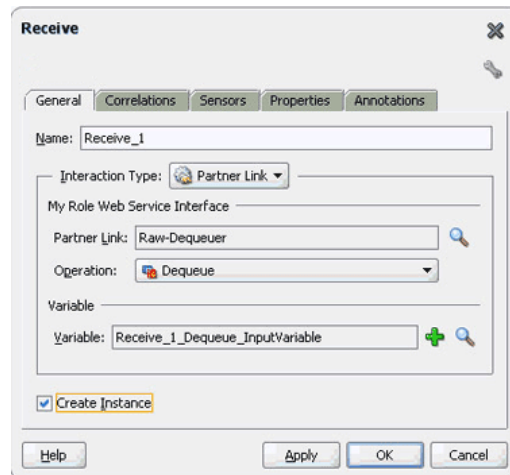 Receive
General Correlations Sensors Properties Annotations
Name: Receive_1
Interaction Type: Partner Link
My Role Web Service Interface
Partner Link: Raw-Dequeuer
Operation: Dequeue
Variable
Variable: Receive_1_Dequeue_InputVariable
Create Instance
Help Apply OK Cancel